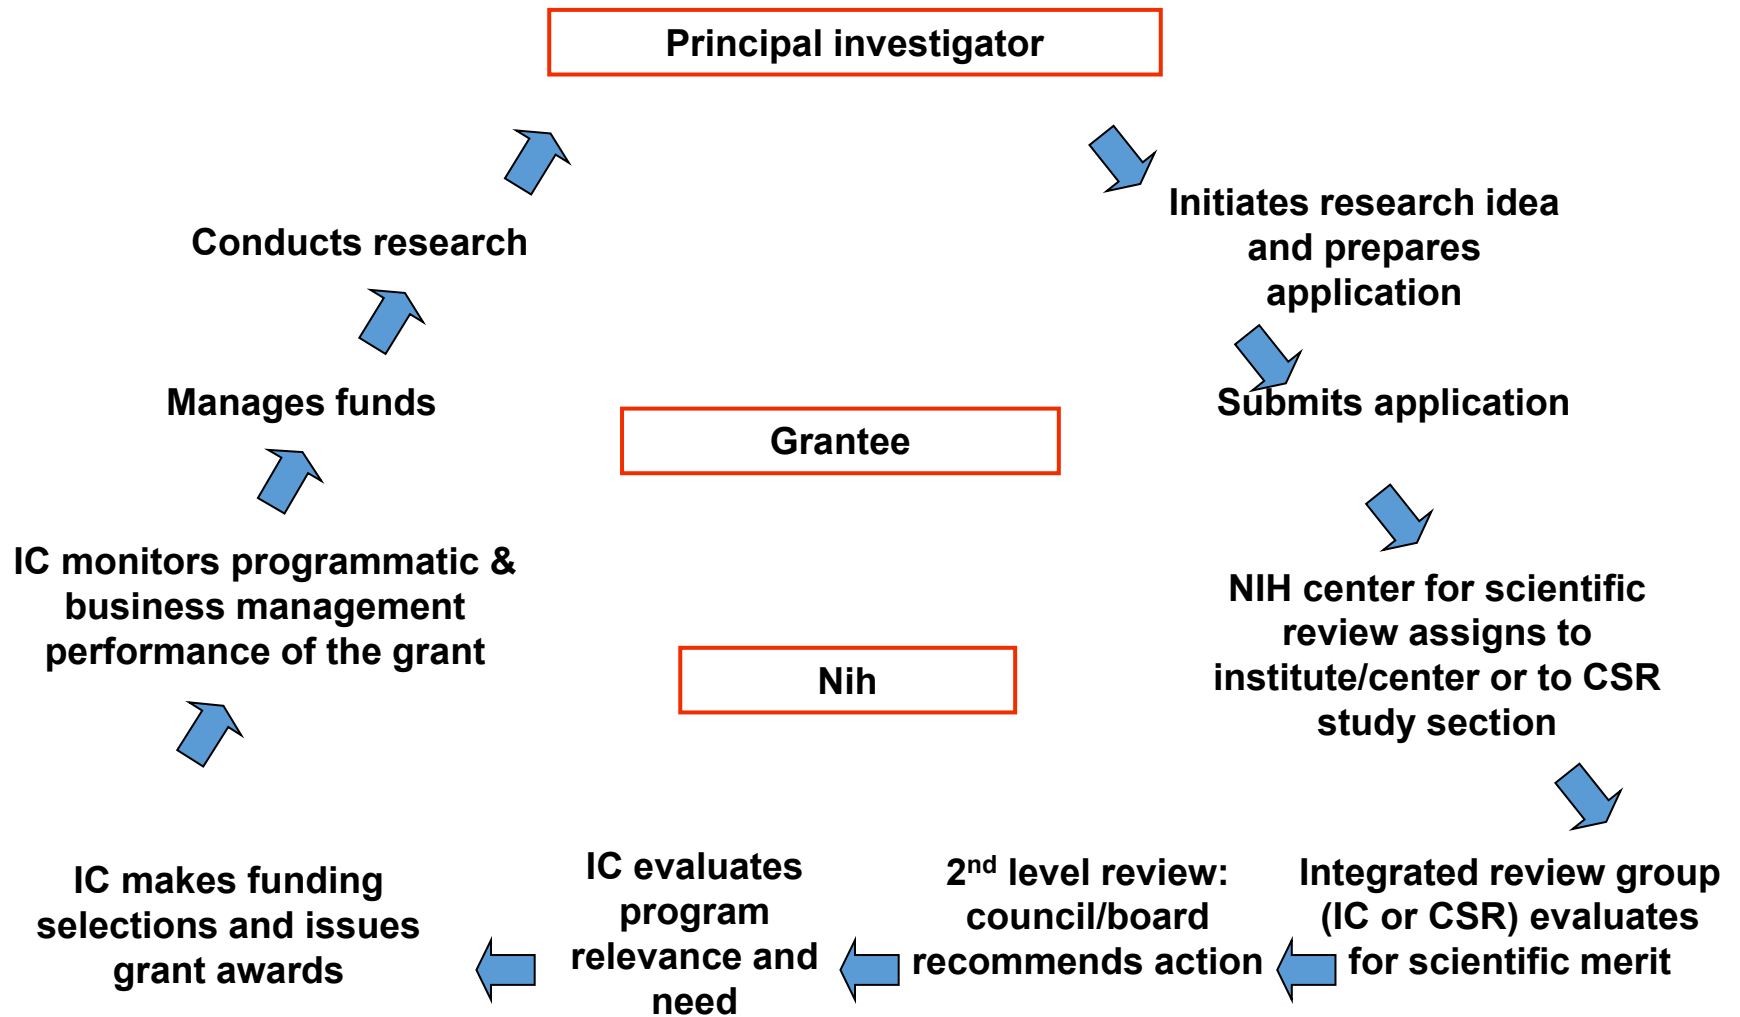 Principal investigator
Initiates research idea
and prepares
application
Conducts research
Submits application
Manages funds
Grantee
IC monitors programmatic &
business management
performance of the grant
NIH center for scientific
review assigns to
institute/center or to CSR
study section
Nih
IC makes funding
selections and issues
grant awards
IC evaluates
program
relevance and
need
2nd level review:
council/board
recommends action
Integrated review group
(IC or CSR) evaluates
for scientific merit